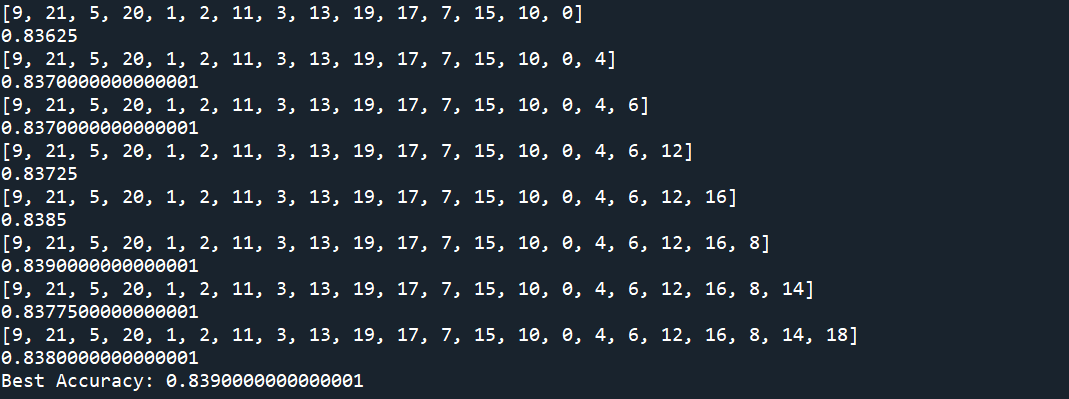 [9, 21, 5, 20, 1, 2, 11, 3, 13, 19, 17, 7, 15, 10, 0]
0.83625
[9, 21, 5, 20, 1, 2, 11, 3, 13, 19, 17, 7, 15, 10, 0, 4]
0.8370000000000001
[9, 21, 5, 20, 1, 2, 11, 3, 13, 19, 17, 7, 15, 10, 0, 4, 6]
0.8370000000000001
[9, 21, 5, 20, 1, 2, 11, 3, 13, 19, 17, 7, 15, 10, 0, 4, 6, 12]
0.83725
[9, 21, 5, 20, 1, 2, 11, 3, 13, 19, 17, 7, 15, 10, 0, 4, 6, 12, 16]
0.8385
[9, 21, 5, 20, 1, 2, 11, 3, 13, 19, 17, 7, 15, 10, 0, 4, 6, 12, 16, 8]
0.8390000000000001
[9, 21, 5, 20, 1, 2, 11, 3, 13, 19, 17, 7, 15, 10, 0, 4, 6, 12, 16, 8, 14]
0.8377500000000001
[9, 21, 5, 20, 1, 2, 11, 3, 13, 19, 17, 7, 15, 10, 0, 4, 6, 12, 16, 8, 14, 18]
0.8380000000000001
Best Accuracy: 0.8390000000000001